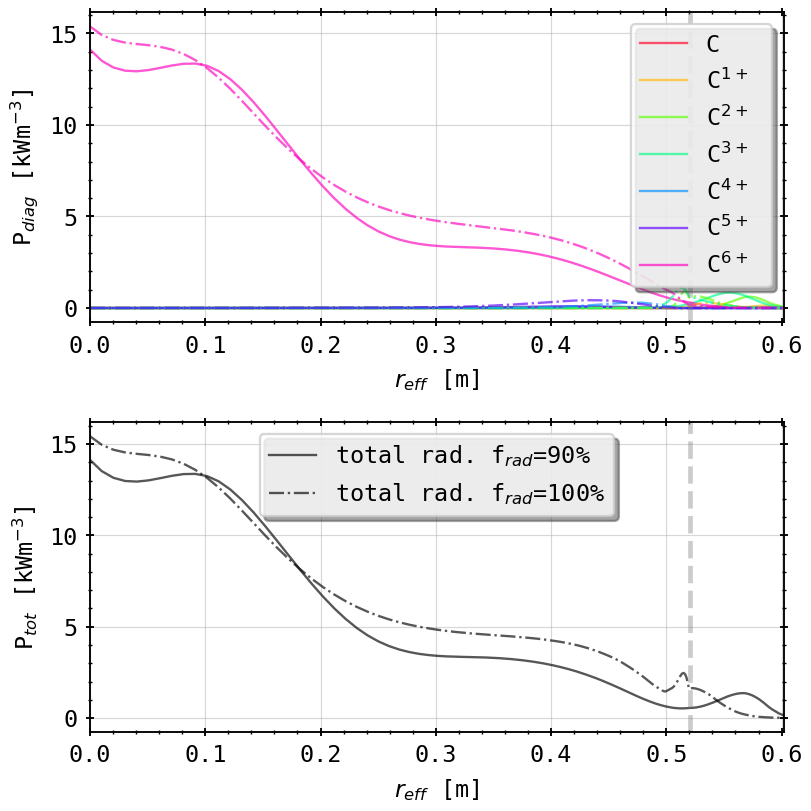 15
10
5
0
P_diag [kWm^-3]
C
C^1+
C^2+
C^3+
C^4+
C^5+
C^6+
0.0 0.1 0.2 0.3 0.4 0.5 0.6
r_eff [m]
15
10
5
0
P_tot [kWm^-3]
total rad. f_rad=90%
total rad. f_rad=100%
0.0 0.1 0.2 0.3 0.4 0.5 0.6
r_eff [m]